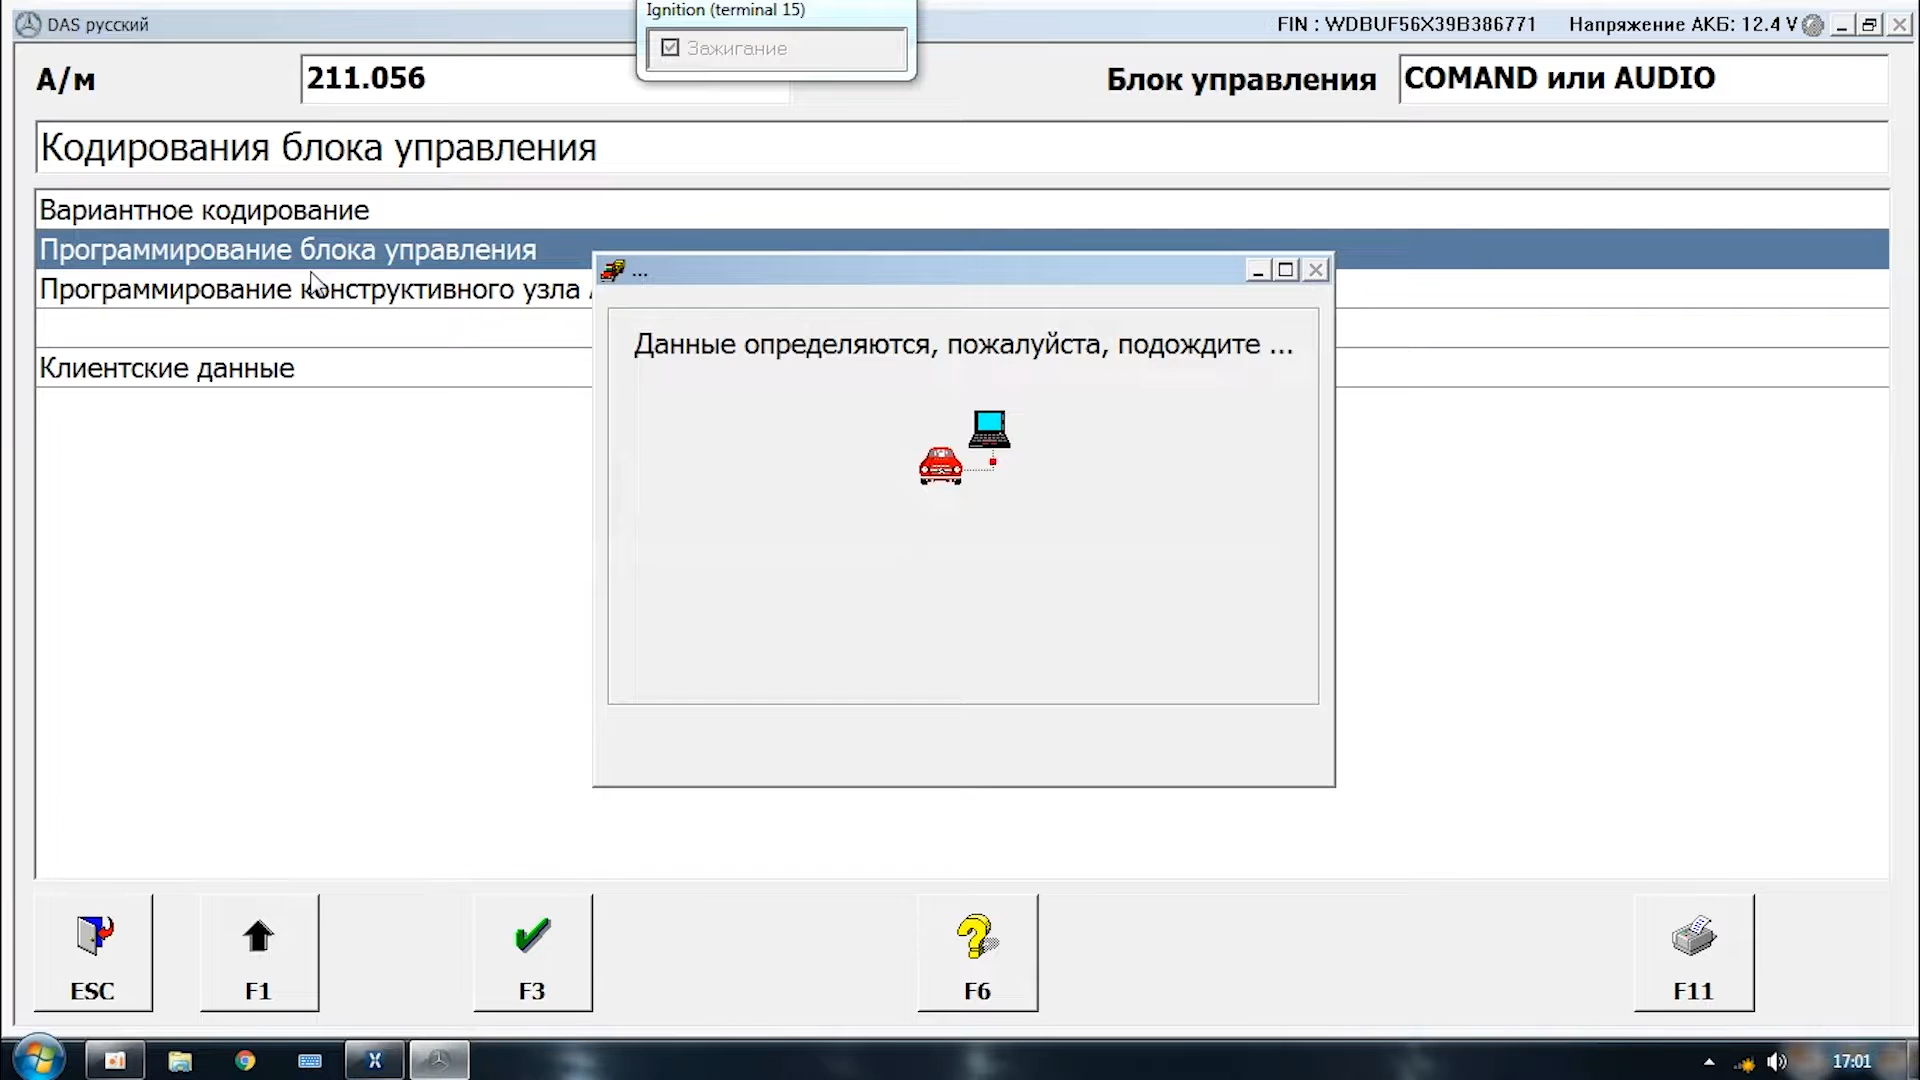 Ignition (terminal 15)
DAS русский
FIN : WDBUF56X39B386771
Напряжение АКБ: 12.4 V
Зажигание
А/м
211.056
Блок управления
COMAND или AUDIO
Кодирования блока управления
Вариантное кодирование
Программирование блока управления
...
Программирование конструктивного узла
Данные определяются, пожалуйста, подождите ...
Клиентские данные
ESC
F1
F3
F6
F11
X
17:01